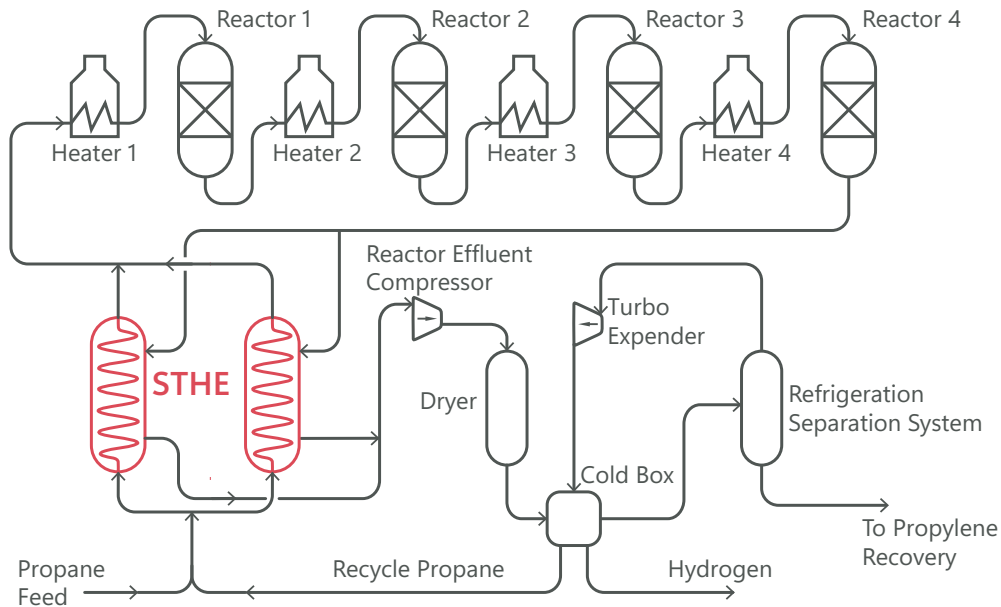 Reactor 1
Reactor 2
Reactor 3
Reactor 4
Heater 1
Heater 2
Heater 3
Heater 4
Reactor Effluent
Compressor
Turbo
Expender
STHE
Dryer
Refrigeration
Separation System
Cold Box
To Propylene
Recovery
Propane
Feed
Recycle Propane
Hydrogen